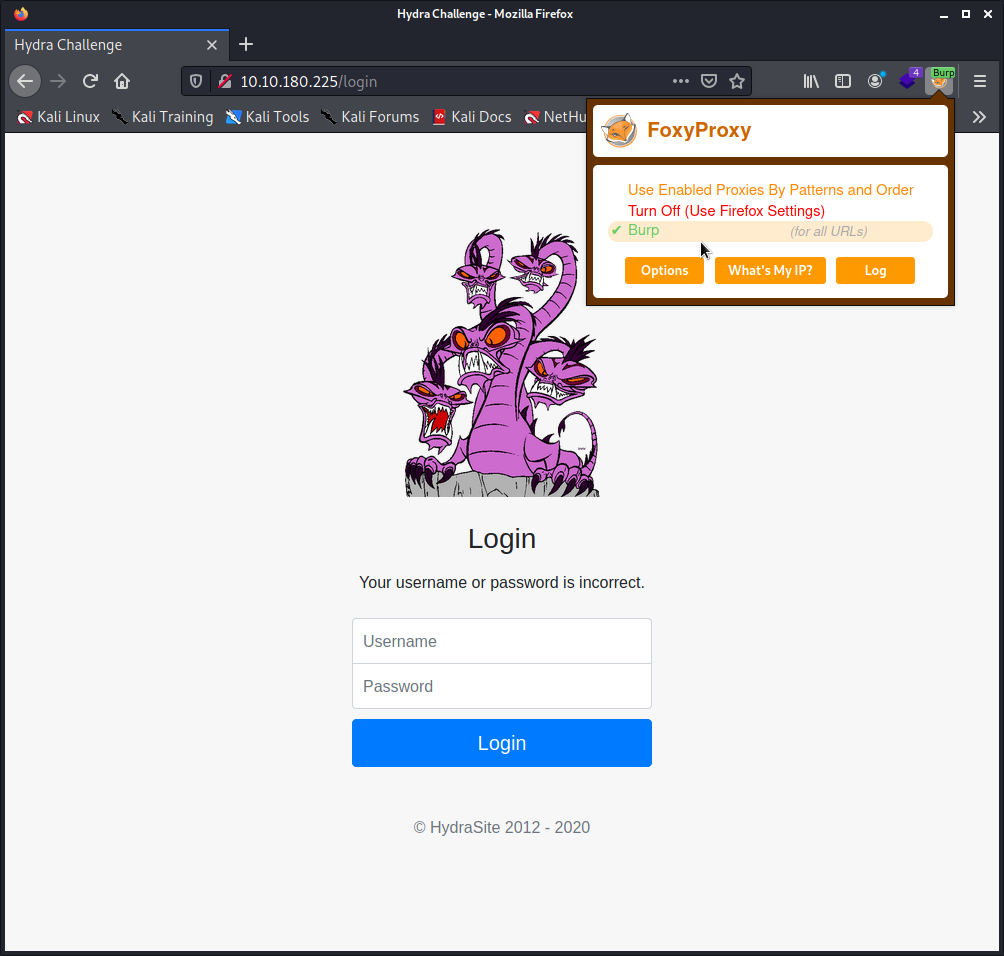 Hydra Challenge - Mozilla Firefox
Hydra Challenge
10.10.180.225/login
4
Burp
Kali Linux
Kali Training
Kali Tools
Kali Forums
Kali Docs
NetHu
FoxyProxy
Use Enabled Proxies By Patterns and Order
Turn Off (Use Firefox Settings)
✔ Burp (for all URLs)
Options
What's My IP?
Log
Login
Your username or password is incorrect.
Username
Password
Login
© HydraSite 2012 - 2020